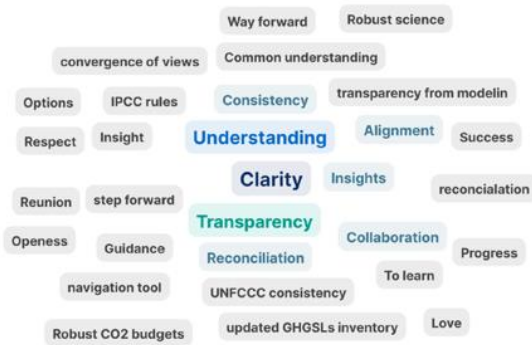 Way forward
Robust science
convergence of views
Common understanding
Options
IPCC rules
Consistency
transparency from modelin
Respect
Insight
Understanding
Alignment
Success
Clarity
Insights
reconcialation
Reunion
step forward
Transparency
Openess
Guidance
Reconciliation
Collaboration
Progress
navigation tool
UNFCCC consistency
To learn
Robust CO2 budgets
updated GHGSLs inventory
Love